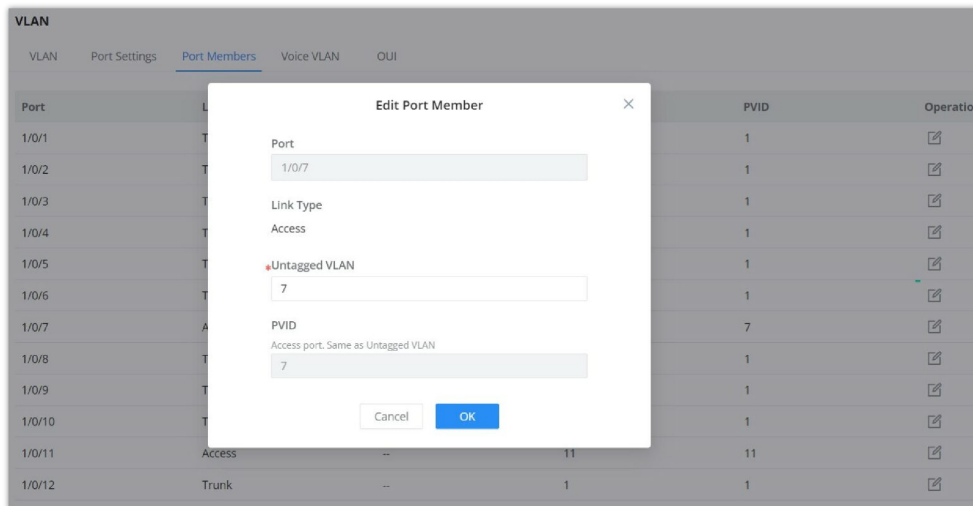 VLAN
VLAN Port Settings Port Members Voice VLAN OUI
Port L Edit Port Member PVID Operatio
1/0/1 T Port 1
1/0/2 T 1/0/7 1
1/0/3 T Link Type 1
1/0/4 T Access 1
1/0/5 T *Untagged VLAN 1
1/0/6 T 7 1
1/0/7 A PVID 7
Access port. Same as Untagged VLAN
1/0/8 T 7 1
1/0/9 T 1
1/0/10 T Cancel OK 1
1/0/11 Access -- 11 11
1/0/12 Trunk -- 1 1